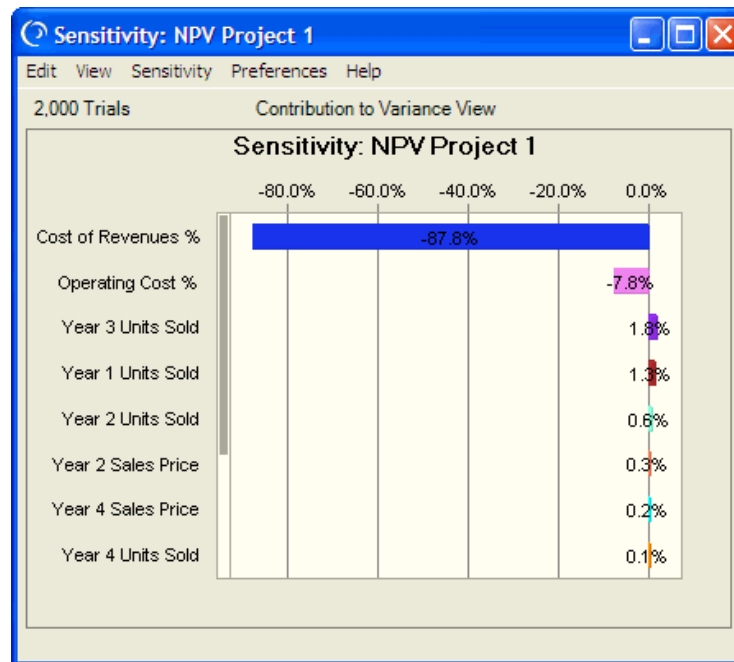 Sensitivity: NPV Project 1
Edit View Sensitivity Preferences Help
2,000 Trials Contribution to Variance View
Sensitivity: NPV Project 1
-80.0% -60.0% -40.0% -20.0% 0.0%
Cost of Revenues % -87.8%
Operating Cost % -7.8%
Year 3 Units Sold 1.8%
Year 1 Units Sold 1.3%
Year 2 Units Sold 0.6%
Year 2 Sales Price 0.3%
Year 4 Sales Price 0.2%
Year 4 Units Sold 0.1%